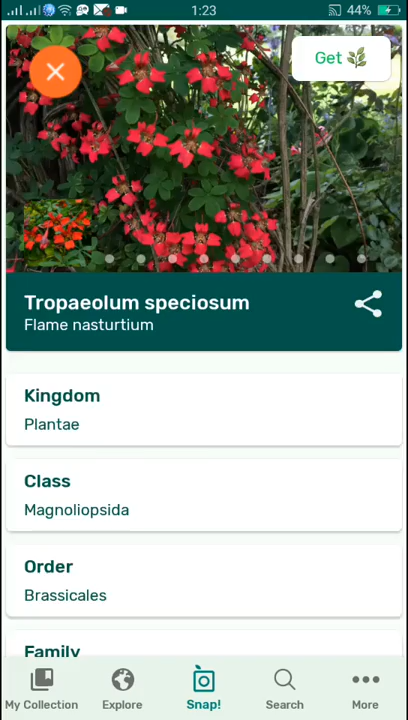 1:23
44%
Get
Tropaeolum speciosum
Flame nasturtium
Kingdom
Plantae
Class
Magnoliopsida
Order
Brassicales
Family
My Collection
Explore
Snap!
Search
More